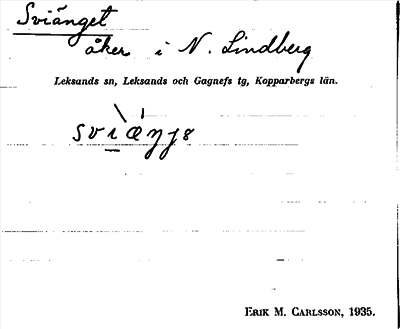 Sviänget
åker i N. Lindberg
Leksands sn, Leksands och Gagnefs tg, Kopparbergs län.
ERIK M. CARLSSON, 1935.